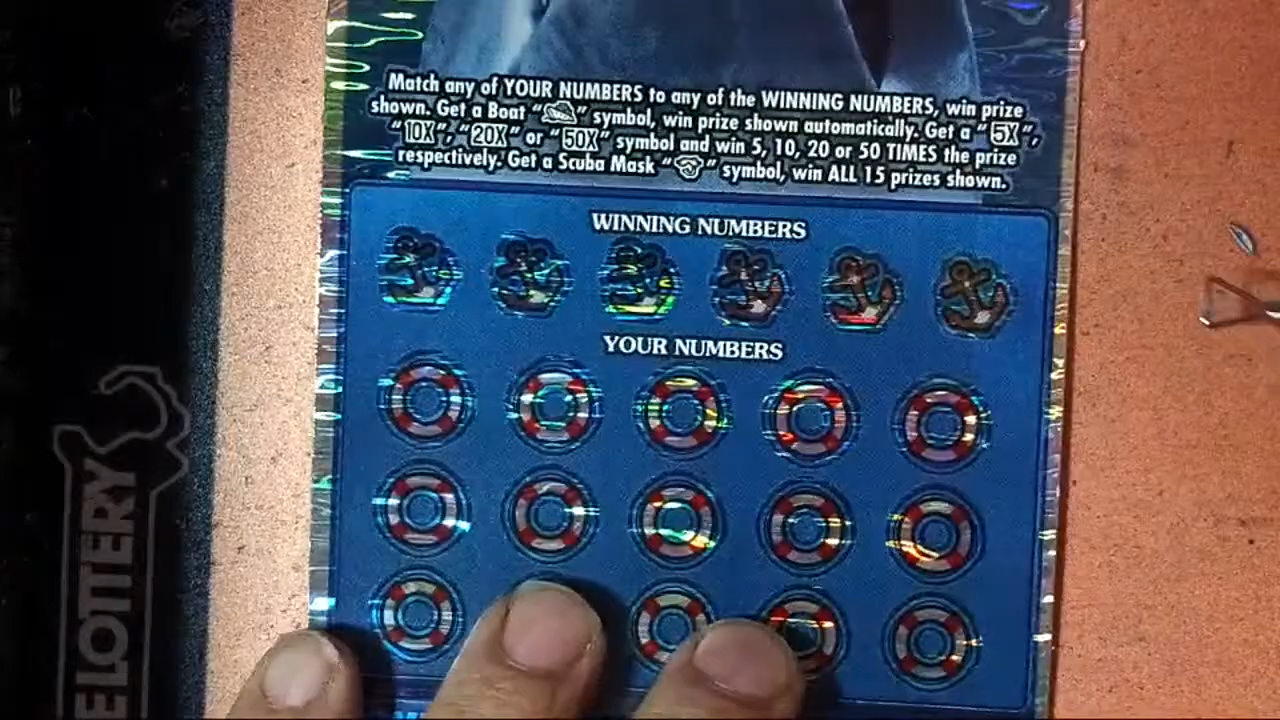 Match any of YOUR NUMBERS to any of the WINNING NUMBERS, win prize
shown. Get a Boat “ ” symbol, win prize shown automatically. Get a “5X”,
“10X”, “20X” or “50X” symbol and win 5, 10, 20 or 50 TIMES the prize
respectively. Get a Scuba Mask “ ” symbol, win ALL 15 prizes shown.
WINNING NUMBERS
YOUR NUMBERS
ELOTTERY